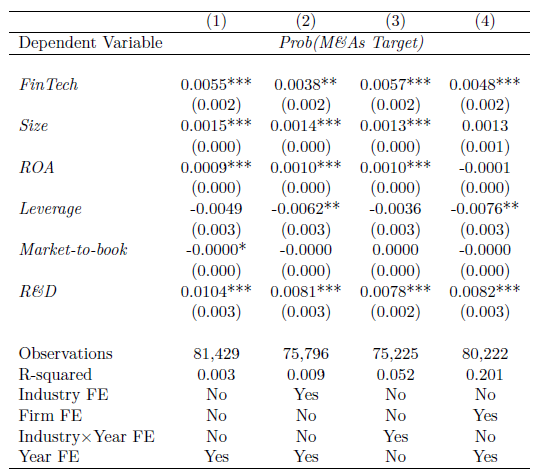 (1) (2) (3) (4)
Dependent Variable Prob(M&As Target)
FinTech 0.0055*** 0.0038** 0.0057*** 0.0048***
(0.002) (0.002) (0.002) (0.002)
Size 0.0015*** 0.0014*** 0.0013*** 0.0013
(0.000) (0.000) (0.000) (0.001)
ROA 0.0009*** 0.0010*** 0.0010*** -0.0001
(0.000) (0.000) (0.000) (0.000)
Leverage -0.0049 -0.0062** -0.0036 -0.0076**
(0.003) (0.003) (0.003) (0.003)
Market-to-book -0.0000* -0.0000 0.0000 -0.0000
(0.000) (0.000) (0.000) (0.000)
R&D 0.0104*** 0.0081*** 0.0078*** 0.0082***
(0.003) (0.003) (0.002) (0.003)
Observations 81,429 75,796 75,225 80,222
R-squared 0.003 0.009 0.052 0.201
Industry FE No Yes No No
Firm FE No No No Yes
Industry×Year FE No No Yes No
Year FE Yes Yes No Yes